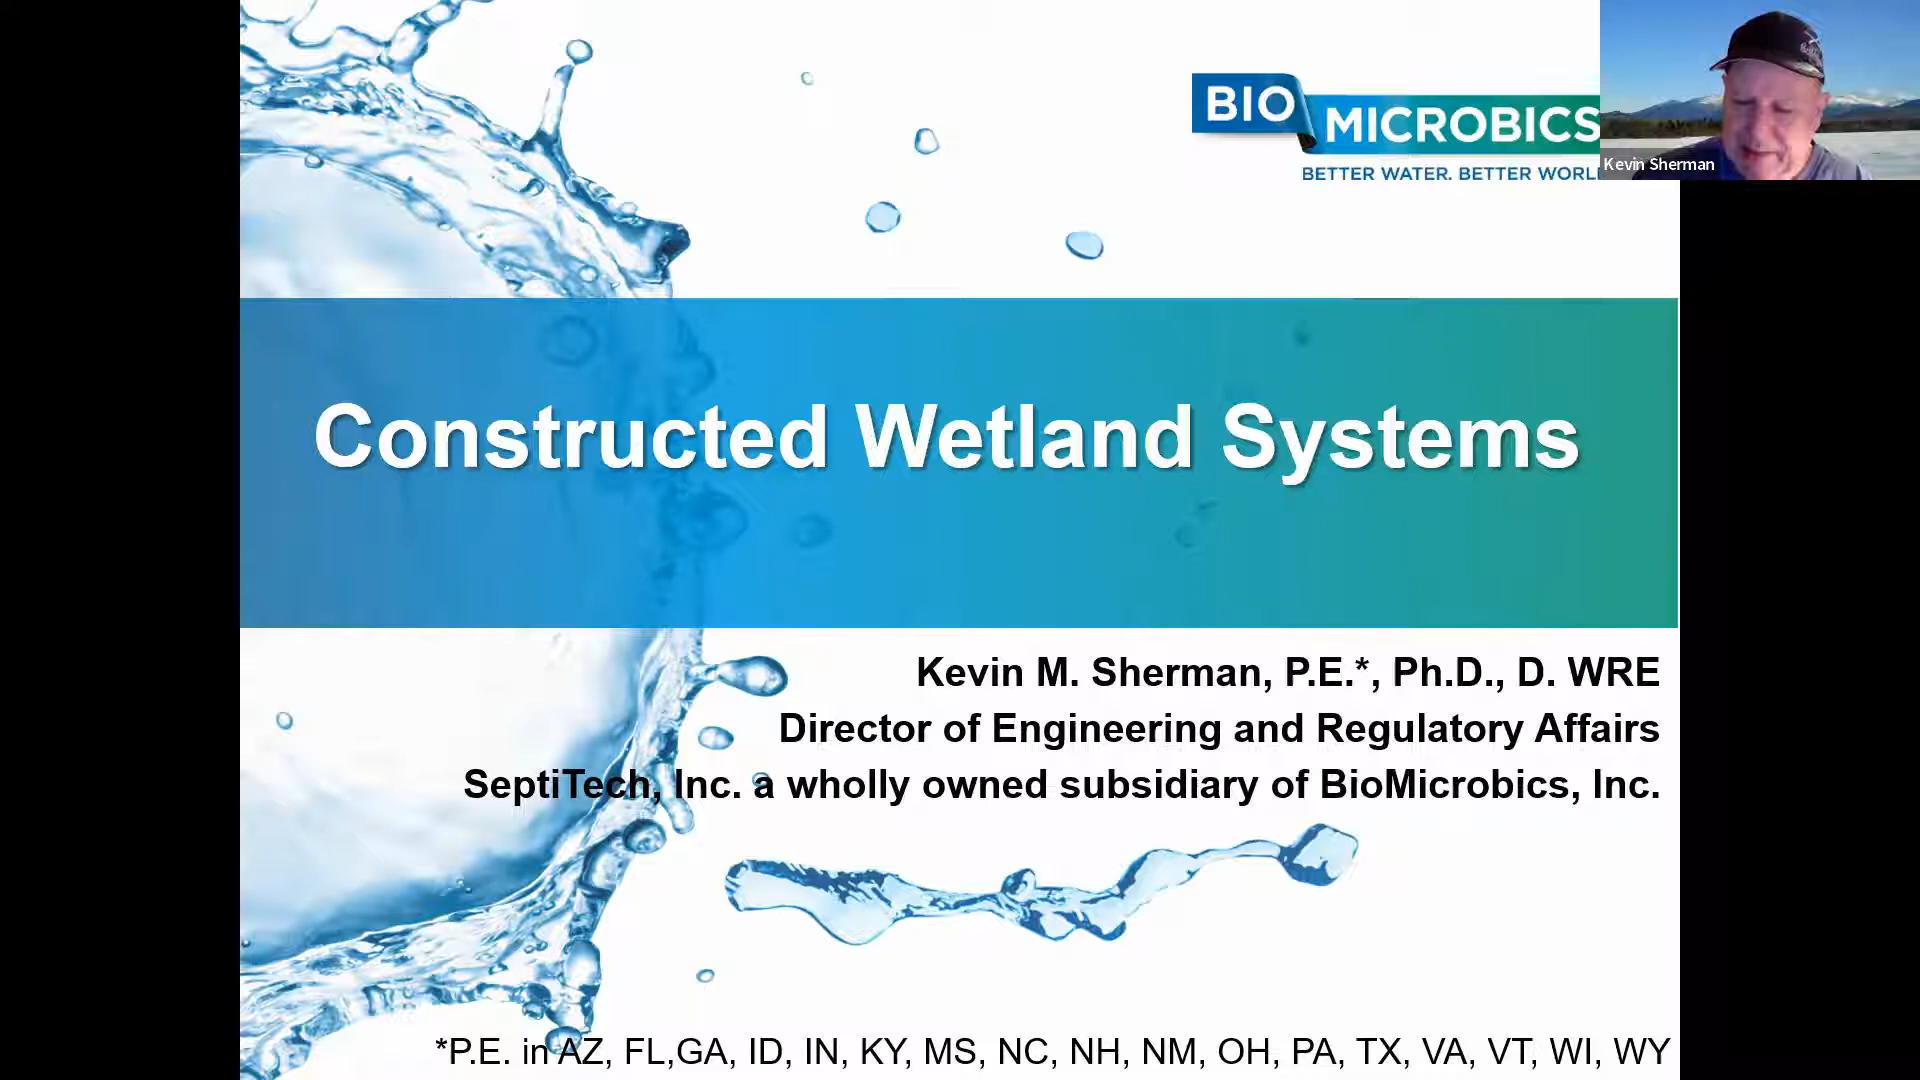 BIO
MICROBICS
BETTER WATER. BETTER WORL
Kevin Sherman
Constructed Wetland Systems
Kevin M. Sherman, P.E.*, Ph.D., D. WRE
Director of Engineering and Regulatory Affairs
SeptiTech, Inc. a wholly owned subsidiary of BioMicrobics, Inc.
*P.E. in AZ, FL,GA, ID, IN, KY, MS, NC, NH, NM, OH, PA, TX, VA, VT, WI, WY